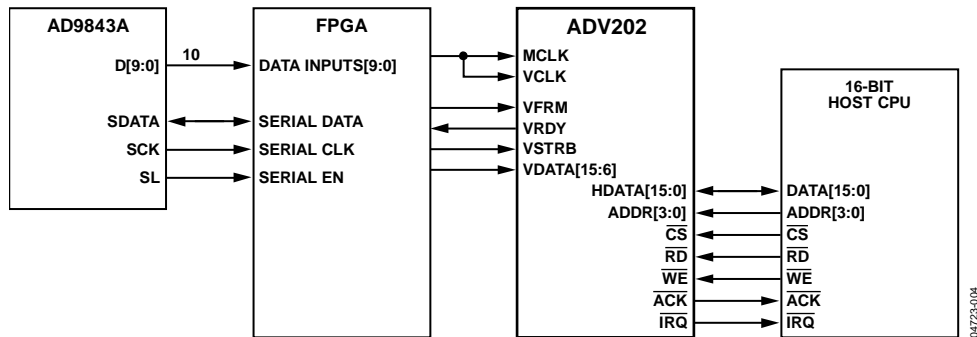 AD9843A
D[9:0]
10
SDATA
SCK
SL
FPGA
DATA INPUTS[9:0]
SERIAL DATA
SERIAL CLK
SERIAL EN
ADV202
MCLK
VCLK
VFRM
VRDY
VSTRB
VDATA[15:6]
HDATA[15:0]
ADDR[3:0]
CS
RD
WE
ACK
IRQ
16-BIT
HOST CPU
DATA[15:0]
ADDR[3:0]
CS
RD
WE
ACK
IRQ
04723-004